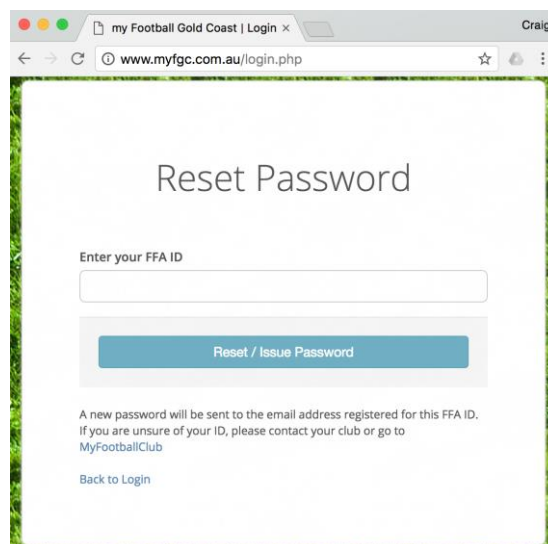 my Football Gold Coast | Login
Craig
www.myfgc.com.au/login.php
Reset Password
Enter your FFA ID
Reset / Issue Password
A new password will be sent to the email address registered for this FFA ID.
If you are unsure of your ID, please contact your club or go to
MyFootballClub
Back to Login